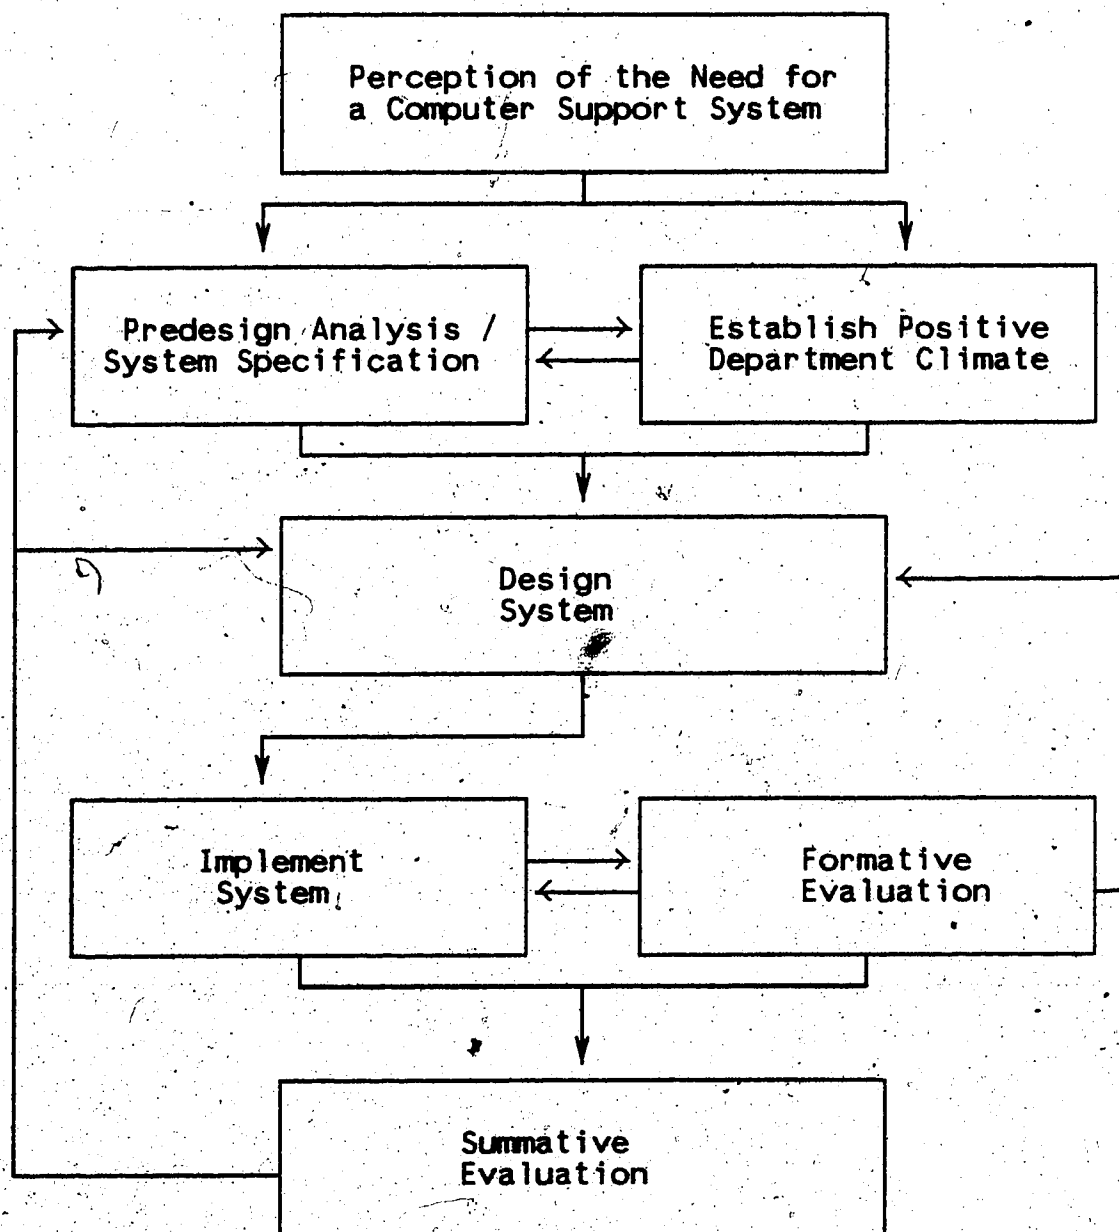 Perception of the Need for
a Computer Support System
Predesign Analysis /
System Specification
Establish Positive
Department Climate
Design
System
Implement
System
Formative
Evaluation
Summative
Evaluation